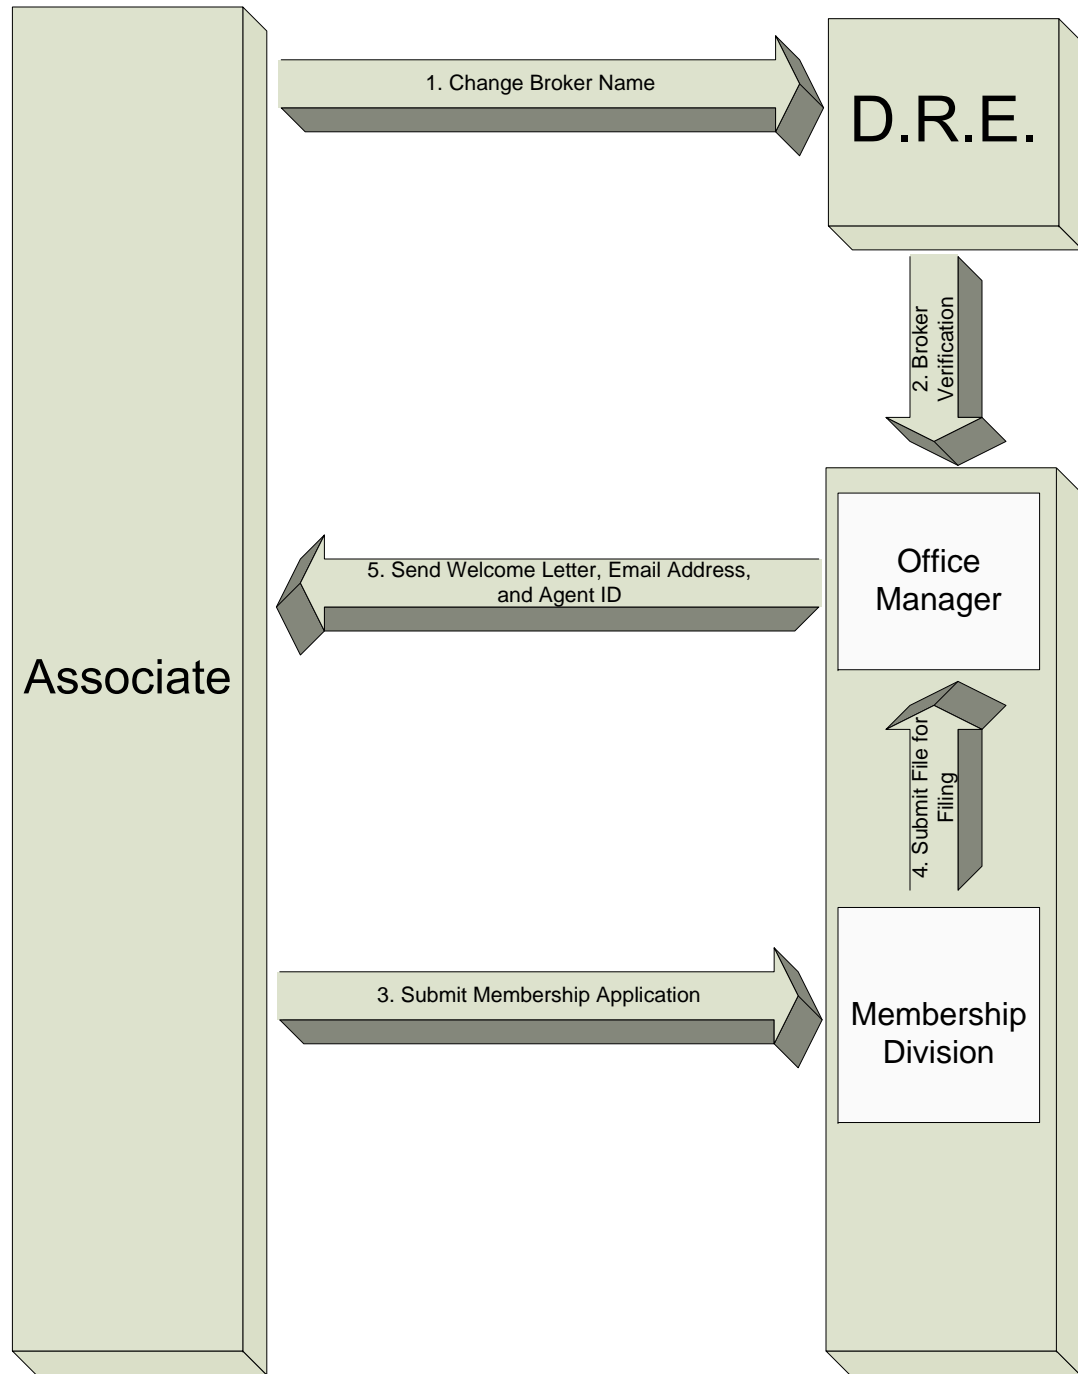 1. Change Broker Name
D.R.E.
2. Broker
Verification
Office
Manager
5. Send Welcome Letter, Email Address,
and Agent ID
Associate
4. Submit File for
Filing
3. Submit Membership Application
Membership
Division